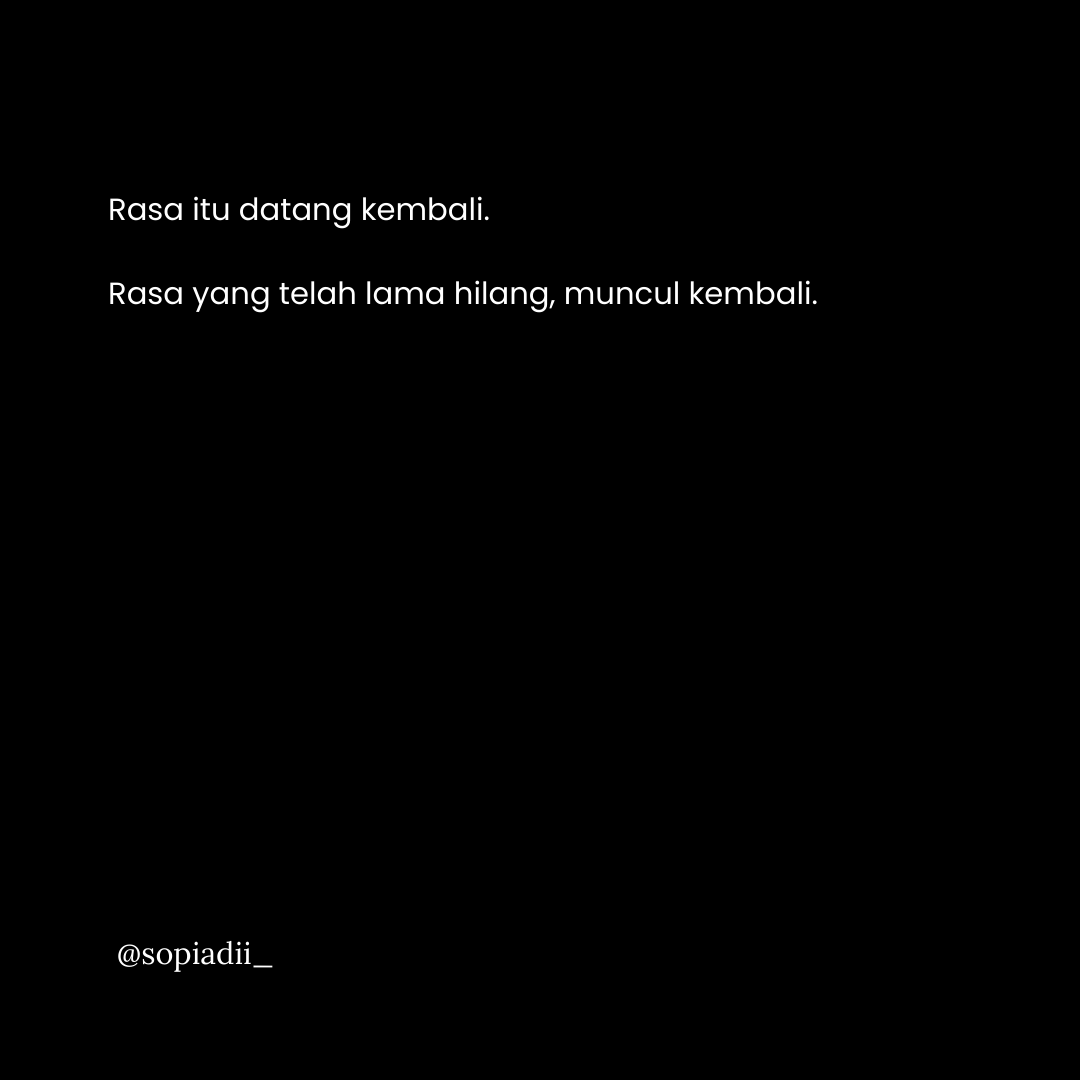 Rasa itu datang kembali.
Rasa yang telah lama hilang, muncul kembali.
@sopiadii_